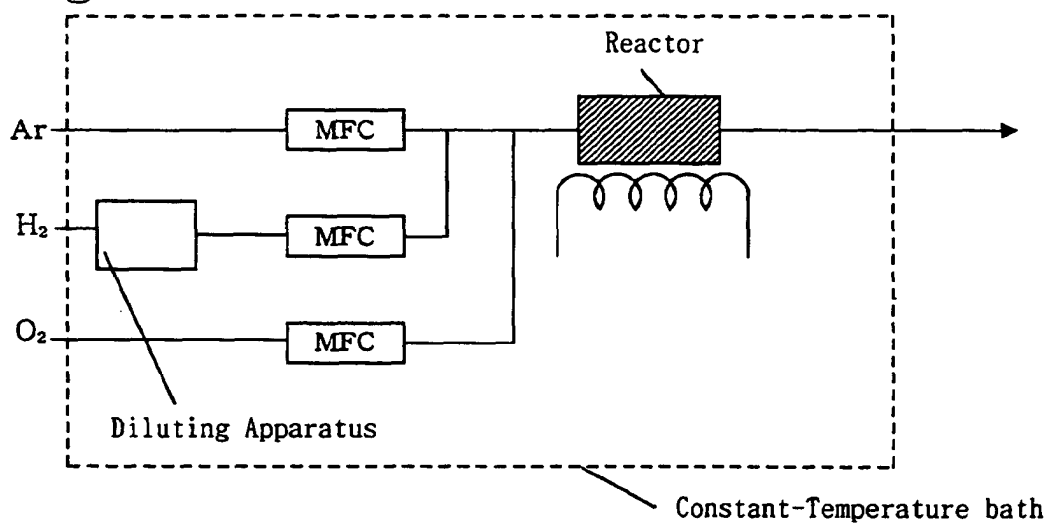 Reactor
Ar
MFC
H₂
MFC
O₂
MFC
Diluting Apparatus
Constant-Temperature bath